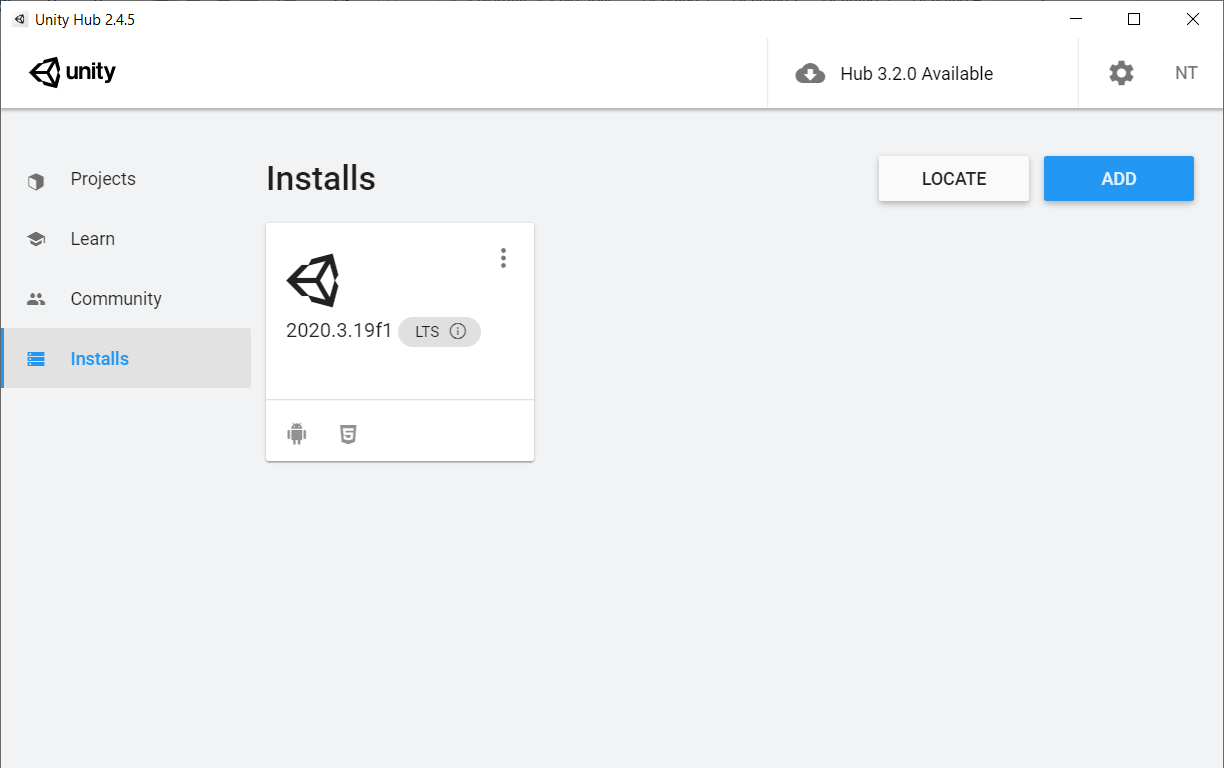 Unity Hub 2.4.5
unity
Hub 3.2.0 Available
NT
Projects
Learn
Community
Installs
Installs
LOCATE
ADD
2020.3.19f1
LTS